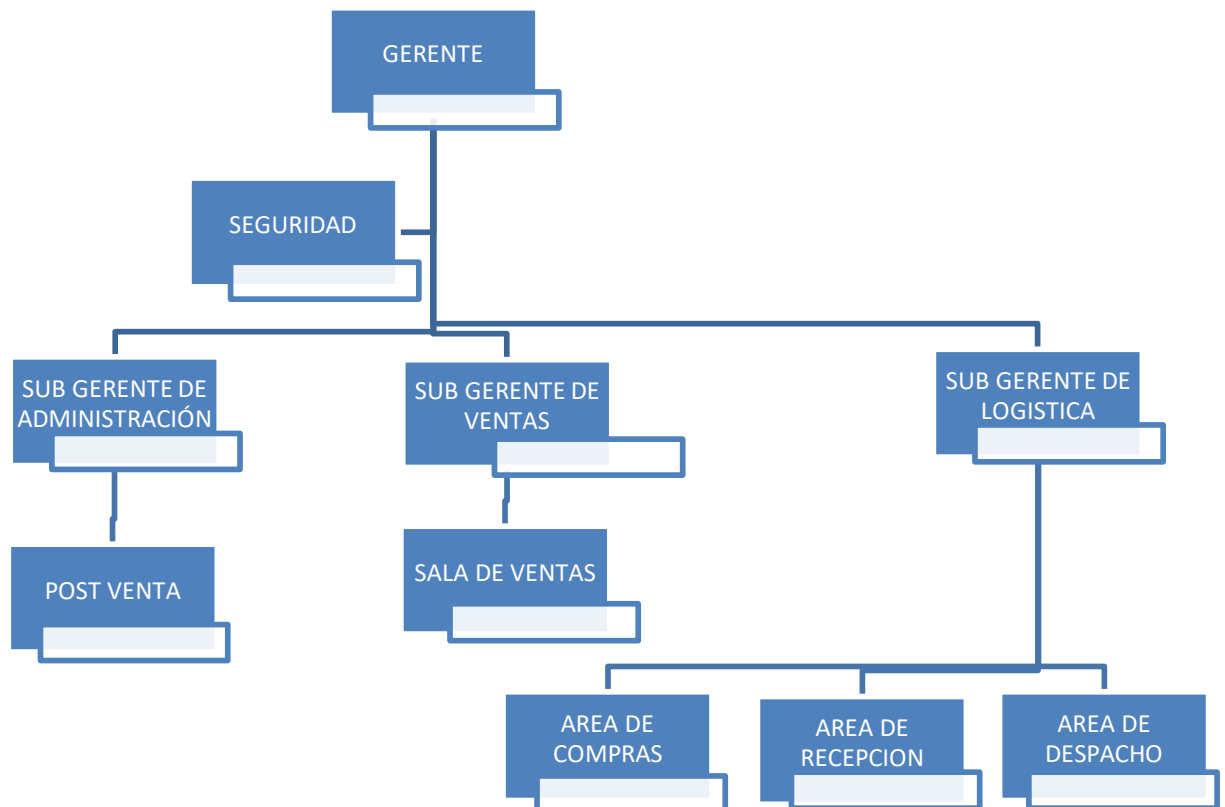 GERENTE
SEGURIDAD
SUB GERENTE DE
ADMINISTRACIÓN
SUB GERENTE DE
VENTAS
SUB GERENTE DE
LOGISTICA
POST VENTA
SALA DE VENTAS
AREA DE
COMPRAS
AREA DE
RECEPCION
AREA DE
DESPACHO